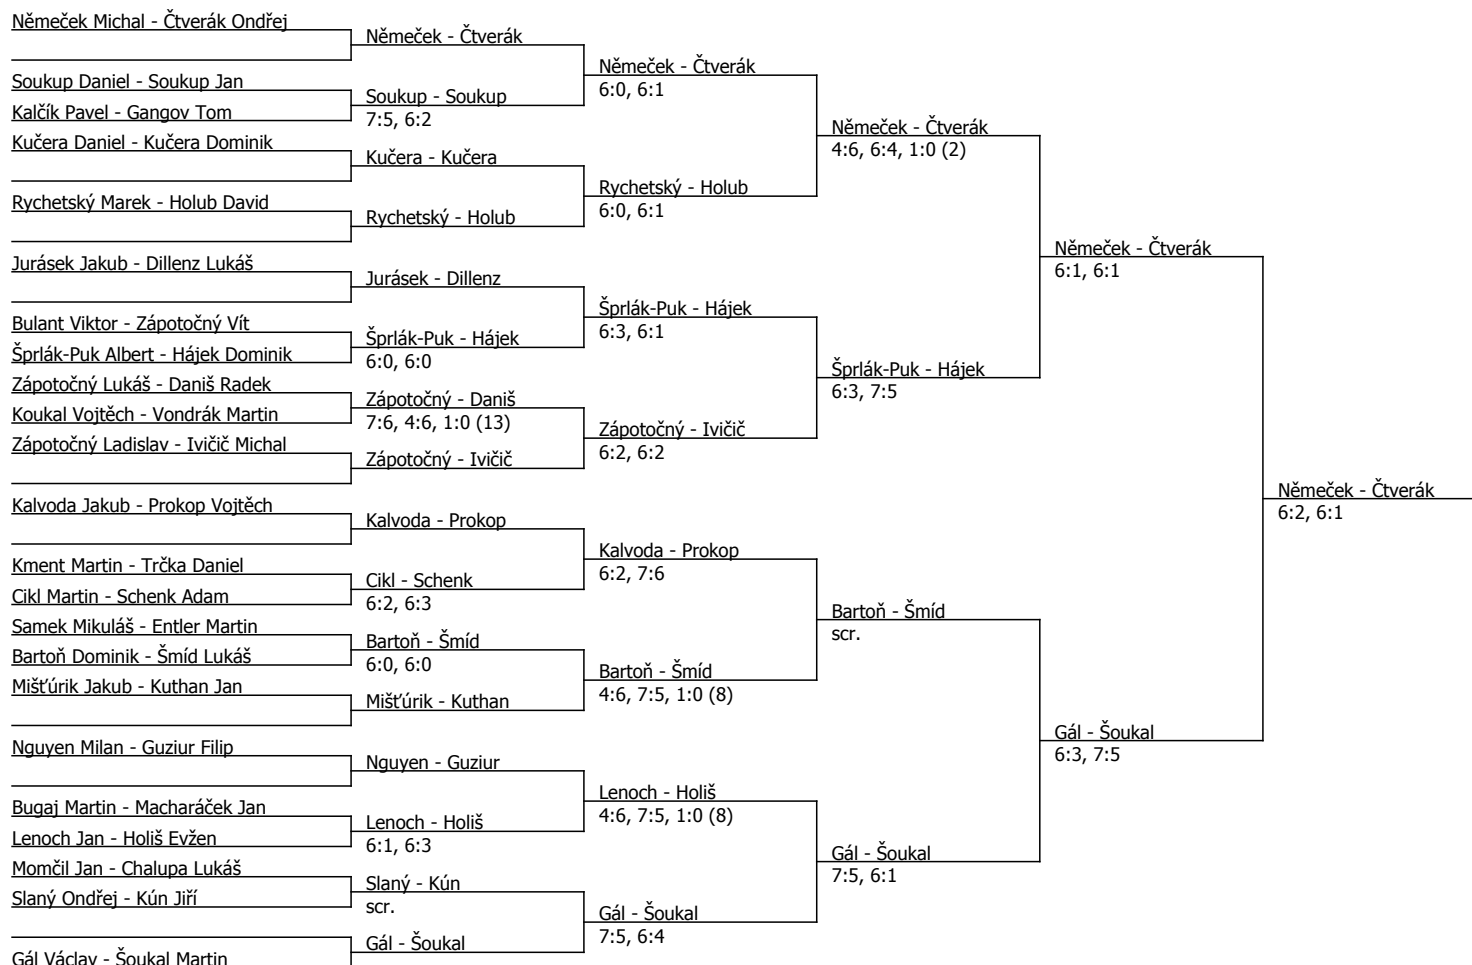 Němeček Michal - Čtverák Ondřej
Soukup Daniel - Soukup Jan
Kalčík Pavel - Gangov Tom
Kučera Daniel - Kučera Dominik
Rychetský Marek - Holub David
Jurásek Jakub - Dillenz Lukáš
Bulant Viktor - Zápotočný Vít
Šprlák-Puk Albert - Hájek Dominik
Zápotočný Lukáš - Daniš Radek
Koukal Vojtěch - Vondrák Martin
Zápotočný Ladislav - Ivičič Michal
Kalvoda Jakub - Prokop Vojtěch
Kment Martin - Trčka Daniel
Cikl Martin - Schenk Adam
Samek Mikuláš - Entler Martin
Bartoň Dominik - Šmíd Lukáš
Mišťúrik Jakub - Kuthan Jan
Nguyen Milan - Guziur Filip
Bugaj Martin - Macharáček Jan
Lenoch Jan - Holiš Evžen
Momčil Jan - Chalupa Lukáš
Slaný Ondřej - Kún Jiří
Gál Václav - Šoukal Martin
Němeček - Čtverák
Soukup - Soukup
7:5, 6:2
Kučera - Kučera
Rychetský - Holub
Jurásek - Dillenz
Šprlák-Puk - Hájek
6:0, 6:0
Zápotočný - Daniš
7:6, 4:6, 1:0 (13)
Zápotočný - Ivičič
Kalvoda - Prokop
Cikl - Schenk
6:2, 6:3
Bartoň - Šmíd
6:0, 6:0
Mišťúrik - Kuthan
Nguyen - Guziur
Lenoch - Holiš
6:1, 6:3
Slaný - Kún
scr.
Gál - Šoukal
Němeček - Čtverák
6:0, 6:1
Rychetský - Holub
6:0, 6:1
Šprlák-Puk - Hájek
6:3, 6:1
Zápotočný - Ivičič
6:2, 6:2
Kalvoda - Prokop
6:2, 7:6
Bartoň - Šmíd
4:6, 7:5, 1:0 (8)
Lenoch - Holiš
4:6, 7:5, 1:0 (8)
Gál - Šoukal
7:5, 6:4
Němeček - Čtverák
4:6, 6:4, 1:0 (2)
Šprlák-Puk - Hájek
6:3, 7:5
Bartoň - Šmíd
scr.
Gál - Šoukal
7:5, 6:1
Němeček - Čtverák
6:1, 6:1
Gál - Šoukal
6:3, 7:5
Němeček - Čtverák
6:2, 6:1